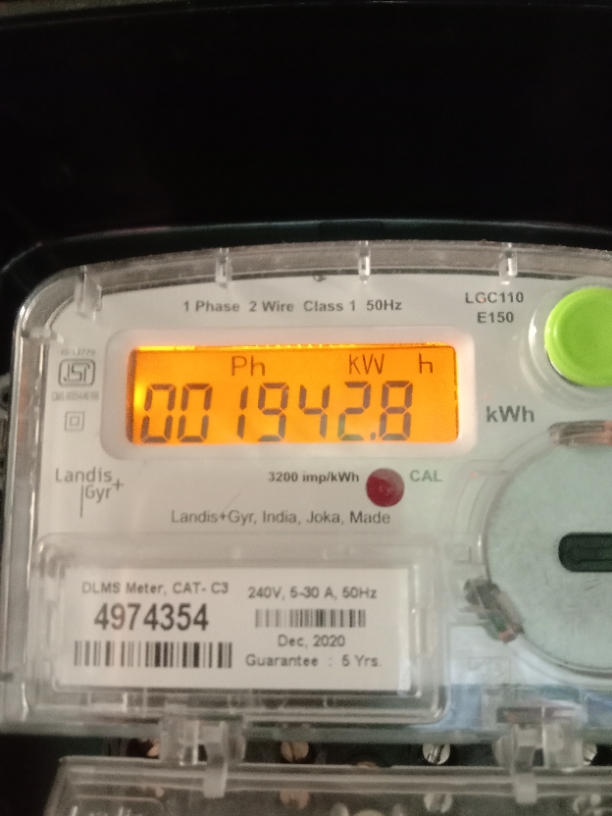 1 Phase 2 Wire Class 1 50Hz
LGC110
E150
Ph kW h
001942.8
kWh
Landis
Gyr+
3200 imp/kWh CAL
Landis+Gyr, India, Joka, Made
DLMS Meter, CAT- C3
4974354
240V, 5-30 A, 50Hz
Dec, 2020
Guarantee : 5 Yrs.